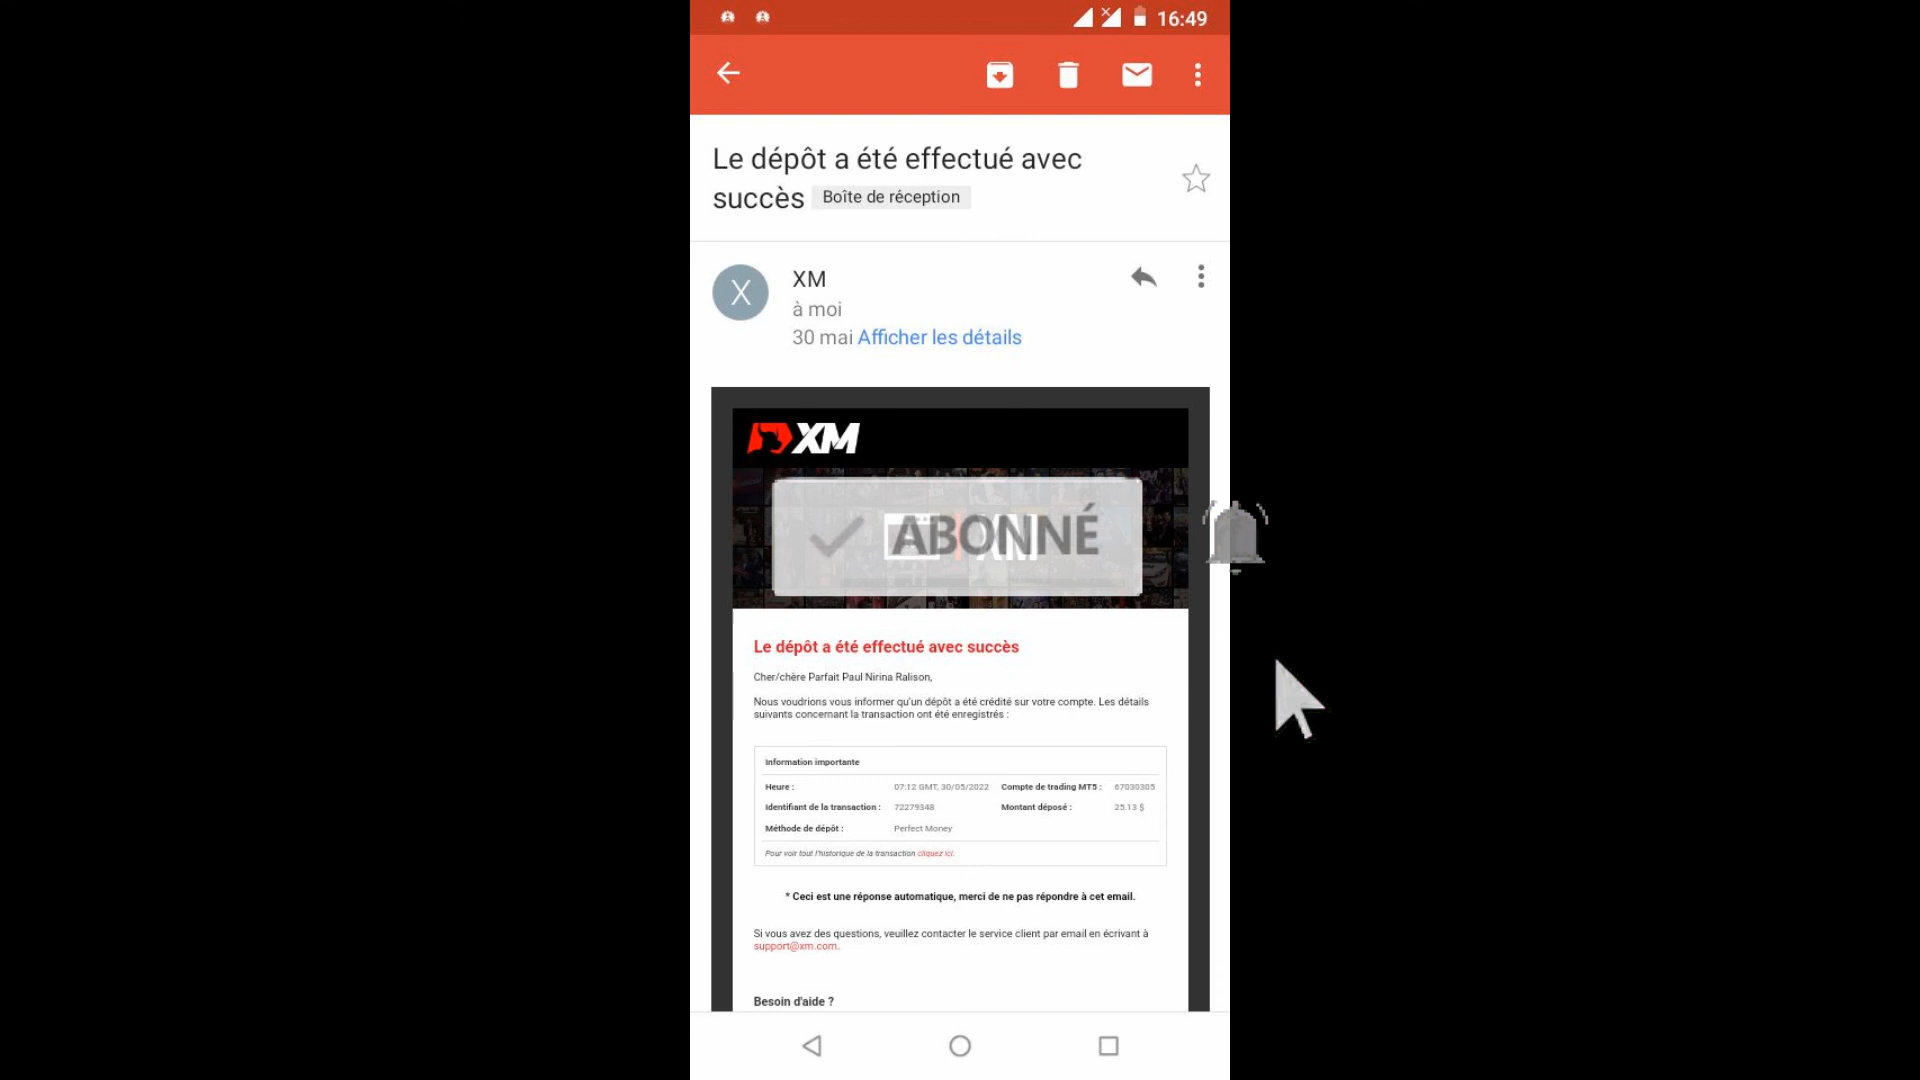 16:49
Le dépôt a été effectué avec
succès Boîte de réception
X
XM
à moi
30 mai Afficher les détails
XM
ABONNÉ
Le dépôt a été effectué avec succès
Cher/chère Parfait Paul Nirina Ralison,
Nous voudrions vous informer qu'un dépôt a été crédité sur votre compte. Les détails
suivants concernant la transaction ont été enregistrés :
Information importante
Heure : 07:12 GMT, 30/05/2022 Compte de trading MT5 : 67030305
Identifiant de la transaction : 72279348 Montant déposé : 25.13 $
Méthode de dépôt : Perfect Money
Pour voir tout l'historique de la transaction cliquez ici.
* Ceci est une réponse automatique, merci de ne pas répondre à cet email.
Si vous avez des questions, veuillez contacter le service client par email en écrivant à
support@xm.com.
Besoin d'aide ?